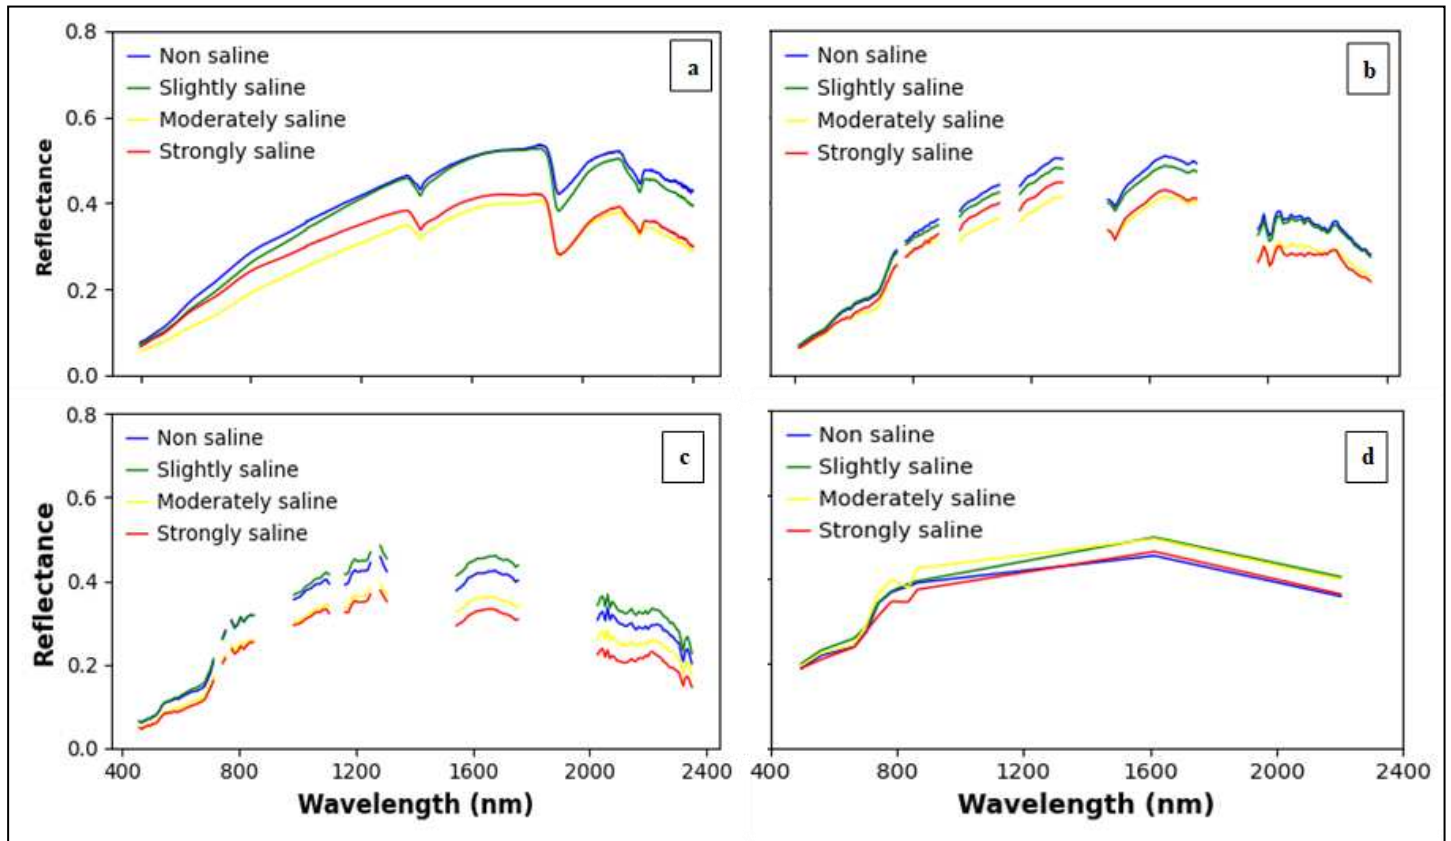 0.8
0.6
0.4
0.2
0.0
Reflectance
Non saline
Slightly saline
Moderately saline
Strongly saline
a
Non saline
Slightly saline
Moderately saline
Strongly saline
b
0.8
0.6
0.4
0.2
0.0
Reflectance
Non saline
Slightly saline
Moderately saline
Strongly saline
c
400 800 1200 1600 2000 2400
Wavelength (nm)
Non saline
Slightly saline
Moderately saline
Strongly saline
d
400 800 1200 1600 2000 2400
Wavelength (nm)